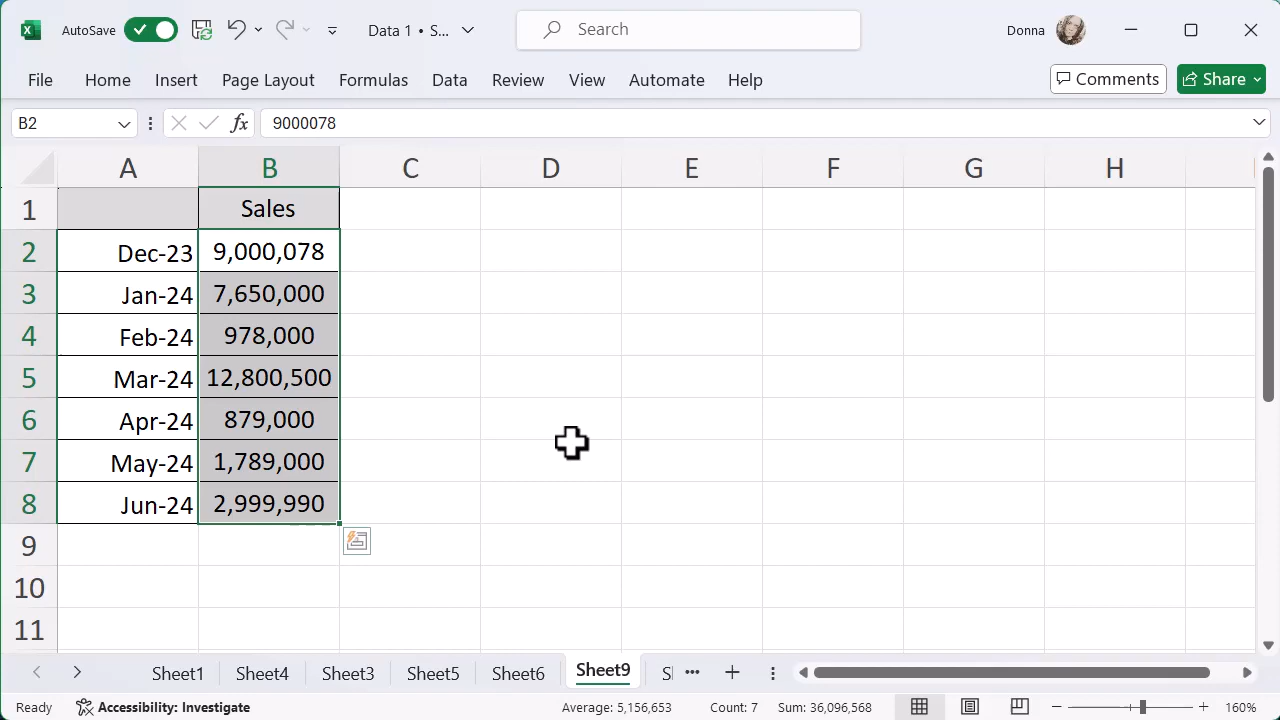 AutoSave Data 1 • S... Search Donna
File Home Insert Page Layout Formulas Data Review View Automate Help Comments Share
B2 fx 9000078
A B C D E F G H
1 Sales
2 Dec-23 9,000,078
3 Jan-24 7,650,000
4 Feb-24 978,000
5 Mar-24 12,800,500
6 Apr-24 879,000
7 May-24 1,789,000
8 Jun-24 2,999,990
9
10
11
Sheet1 Sheet4 Sheet3 Sheet5 Sheet6 Sheet9
Ready Accessibility: Investigate Average: 5,156,653 Count: 7 Sum: 36,096,568 160%